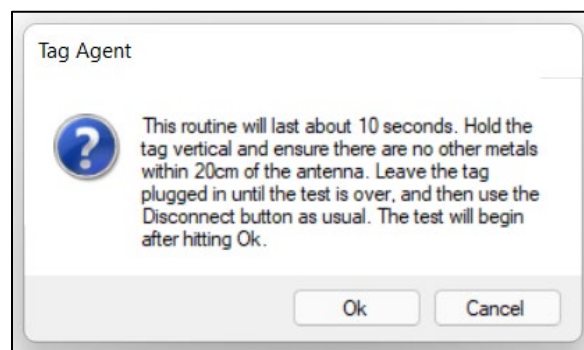 Tag Agent
This routine will last about 10 seconds. Hold the
tag vertical and ensure there are no other metals
within 20cm of the antenna. Leave the tag
plugged in until the test is over, and then use the
Disconnect button as usual. The test will begin
after hitting Ok.
Ok Cancel